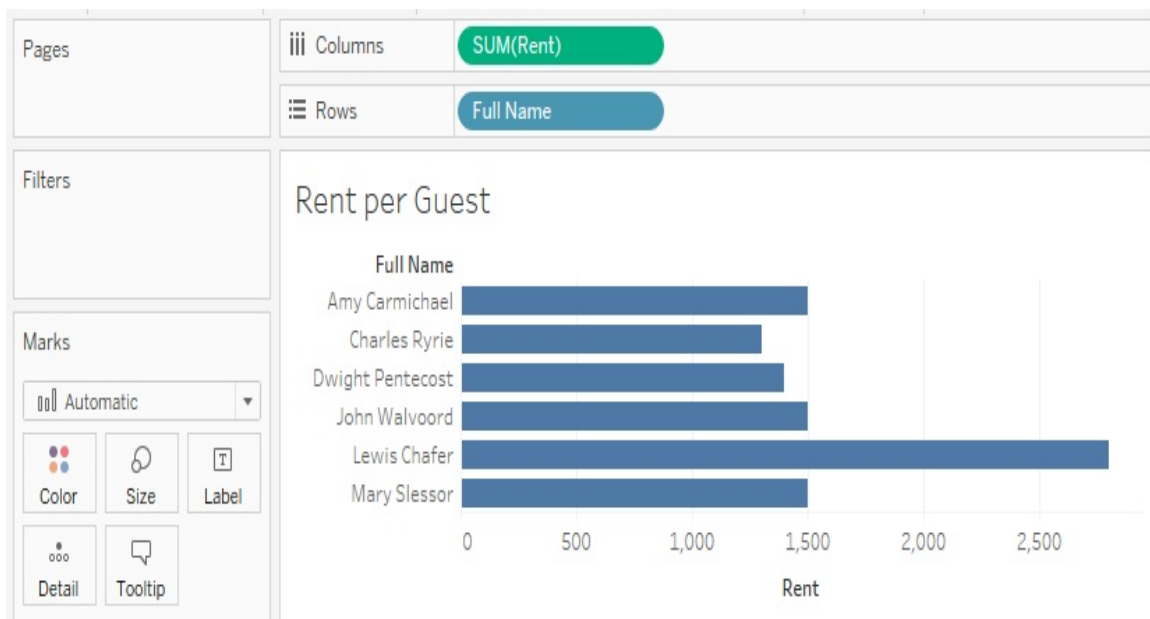 Pages
Columns
SUM(Rent)
Rows
Full Name
Filters
Rent per Guest
Full Name
Amy Carmichael
Charles Ryrie
Dwight Pentecost
John Walvoord
Lewis Chafer
Mary Slessor
0 500 1,000 1,500 2,000 2,500
Rent
Marks
Automatic
Color Size T Label
Detail Tooltip